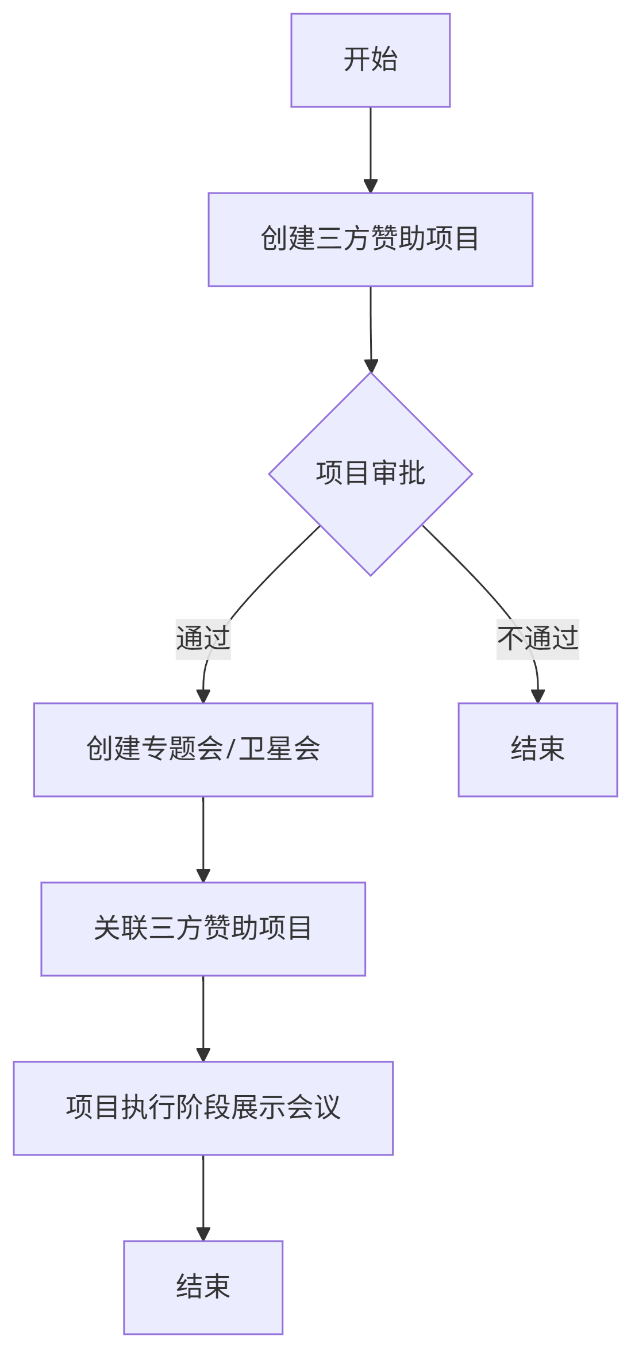 开始
创建三方赞助项目
项目审批
通过
不通过
创建专题会/卫星会
结束
关联三方赞助项目
项目执行阶段展示会议
结束